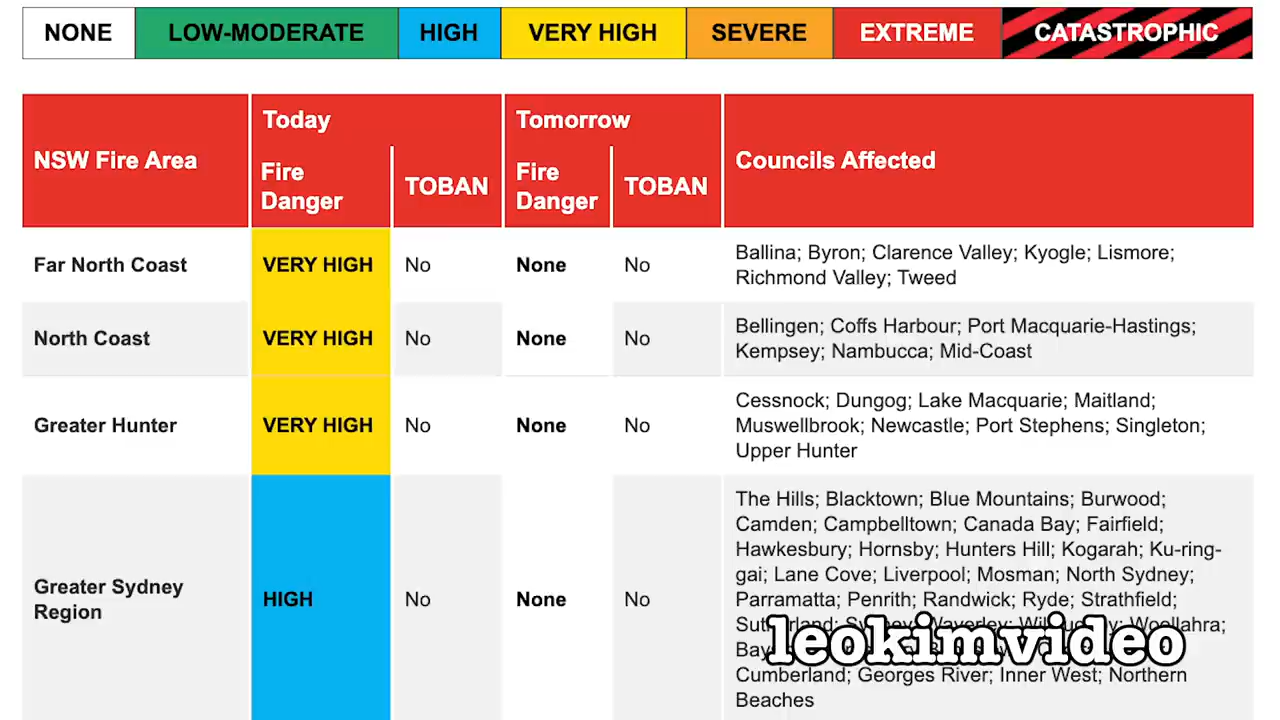 NONE LOW-MODERATE HIGH VERY HIGH SEVERE EXTREME CATASTROPHIC
NSW Fire Area
Today
Fire
Danger
TOBAN
Tomorrow
Fire
Danger
TOBAN
Councils Affected
Far North Coast
VERY HIGH
No
None
No
Ballina; Byron; Clarence Valley; Kyogle; Lismore;
Richmond Valley; Tweed
North Coast
VERY HIGH
No
None
No
Bellingen; Coffs Harbour; Port Macquarie-Hastings;
Kempsey; Nambucca; Mid-Coast
Greater Hunter
VERY HIGH
No
None
No
Cessnock; Dungog; Lake Macquarie; Maitland;
Muswellbrook; Newcastle; Port Stephens; Singleton;
Upper Hunter
Greater Sydney
Region
HIGH
No
None
No
The Hills; Blacktown; Blue Mountains; Burwood;
Camden; Campbelltown; Canada Bay; Fairfield;
Hawkesbury; Hornsby; Hunters Hill; Kogarah; Ku-ring-
gai; Lane Cove; Liverpool; Mosman; North Sydney;
Parramatta; Penrith; Randwick; Ryde; Strathfield;
Woollahra;
Cumberland; Georges River; Inner West; Northern
Beaches
leokimvideo